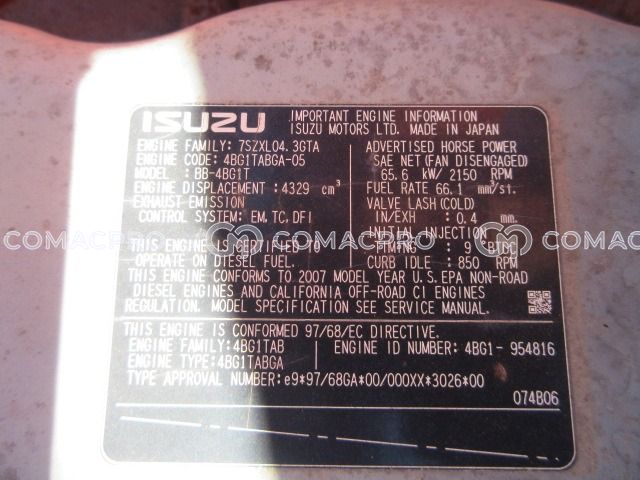 ISUZU
IMPORTANT ENGINE INFORMATION
ISUZU MOTORS LTD. MADE IN JAPAN
ENGINE FAMILY: 7SZXL04.3GTA
ENGINE CODE: 4BG1TABGA-05
MODEL : BB-4BG1T
DISPLACEMENT: 4329 cm³
EXHAUST EMISSION
CONTROL SYSTEM: EM, TC, DFI
THIS ENGINE IS CERTIFIED TO
OPERATE ON DIESEL FUEL.
ADVERTISED HORSE POWER
SAE NET (FAN DISENGAGED)
65.6 kW/ 2150 RPM
FUEL RATE 66.1 mm³/st.
VALVE LASH (COLD)
IN/EXH : 0.4 mm.
INITIAL INJECTION
TIMING : 9 °BTDC
CURB IDLE : 850 RPM
THIS ENGINE CONFORMS TO 2007 MODEL YEAR U.S. EPA NON-ROAD
DIESEL ENGINES AND CALIFORNIA OFF-ROAD CI ENGINES
REGULATION. MODEL SPECIFICATION SEE SERVICE MANUAL.
THIS ENGINE IS CONFORMED 97/68/EC DIRECTIVE.
ENGINE FAMILY: 4BG1TAB
ENGINE TYPE: 4BG1TABGA
ENGINE ID NUMBER: 4BG1- 954816
TYPE APPROVAL NUMBER: e9*97/68GA*00/000XX*3026*00
074B06
COMACPRO COMACPRO COMACPRO